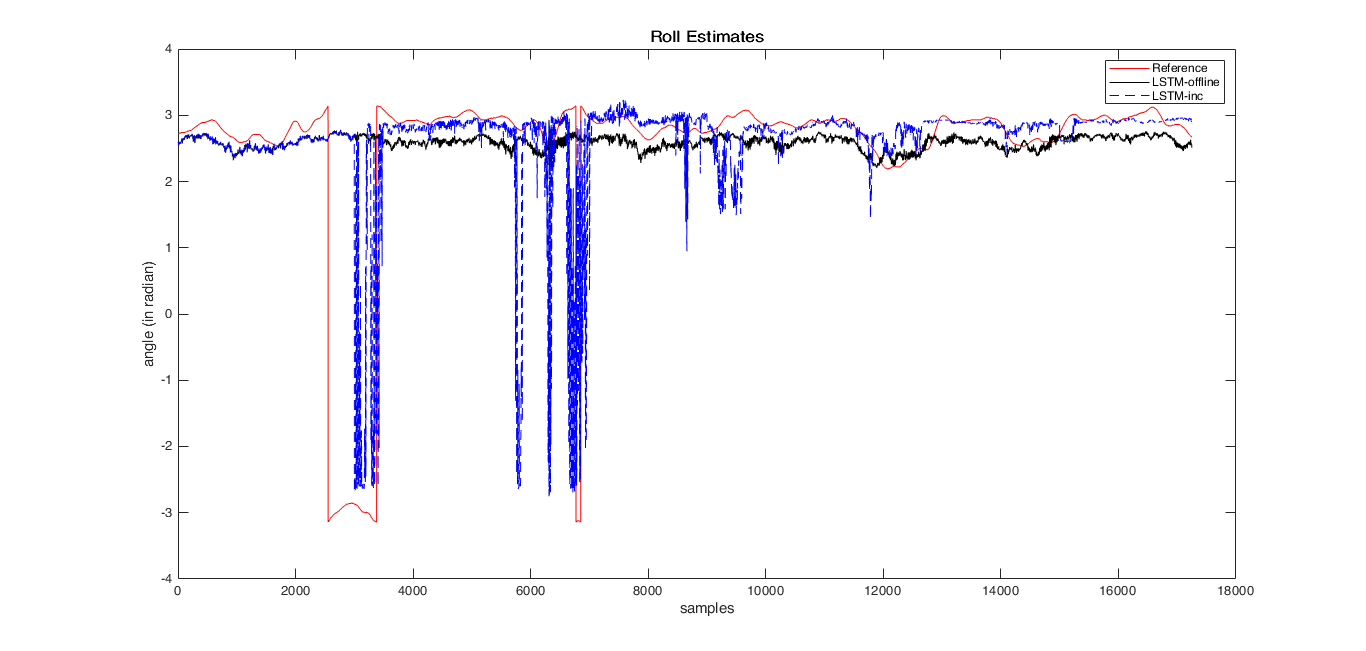 Roll Estimates
Reference
LSTM-offline
LSTM-inc
4
3
2
1
0
-1
-2
-3
-4
angle (in radian)
0 2000 4000 6000 8000 10000 12000 14000 16000 18000
samples